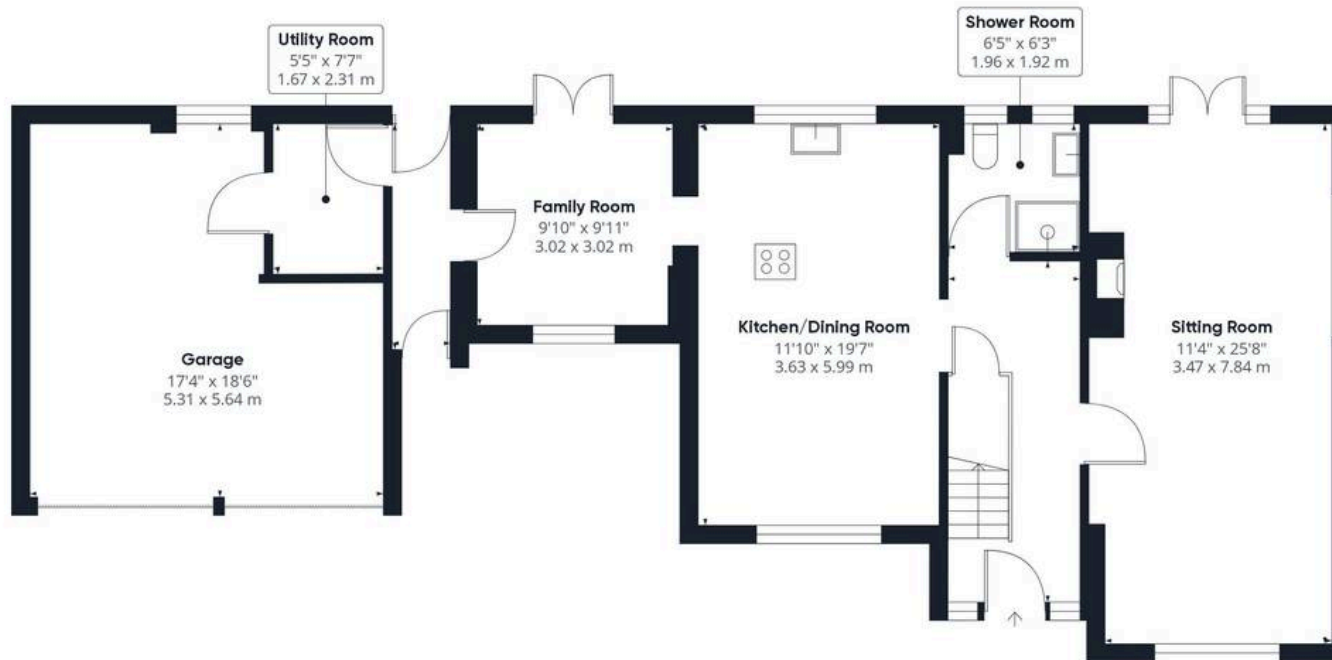 Utility Room
5'5" x 7'7"
1.67 x 2.31 m
Shower Room
6'5" x 6'3"
1.96 x 1.92 m
Family Room
9'10" x 9'11"
3.02 x 3.02 m
Kitchen/Dining Room
11'10" x 19'7"
3.63 x 5.99 m
Sitting Room
11'4" x 25'8"
3.47 x 7.84 m
Garage
17'4" x 18'6"
5.31 x 5.64 m